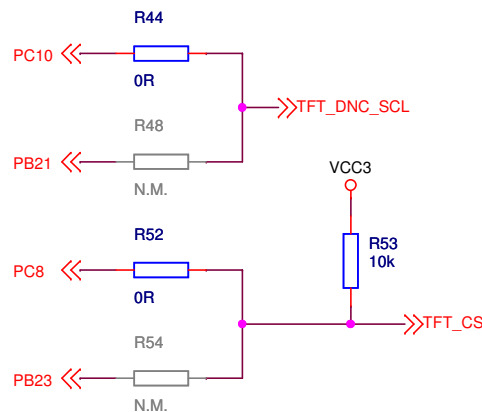 R44
PC10
0R
TFT_DNC_SCL
R48
PB21
N.M.
VCC3
R52
R53
10k
PC8
0R
TFT_CS
R54
PB23
N.M.